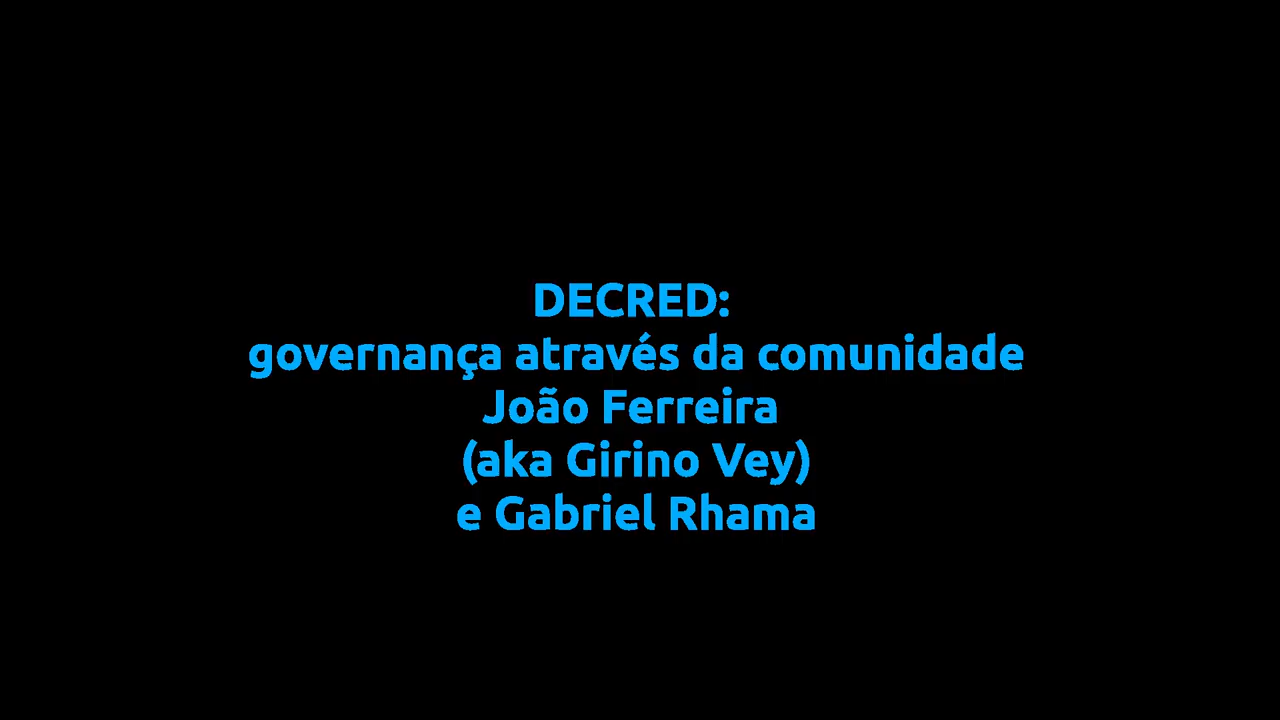 DECRED:
governança através da comunidade
João Ferreira
(aka Girino Vey)
e Gabriel Rhama